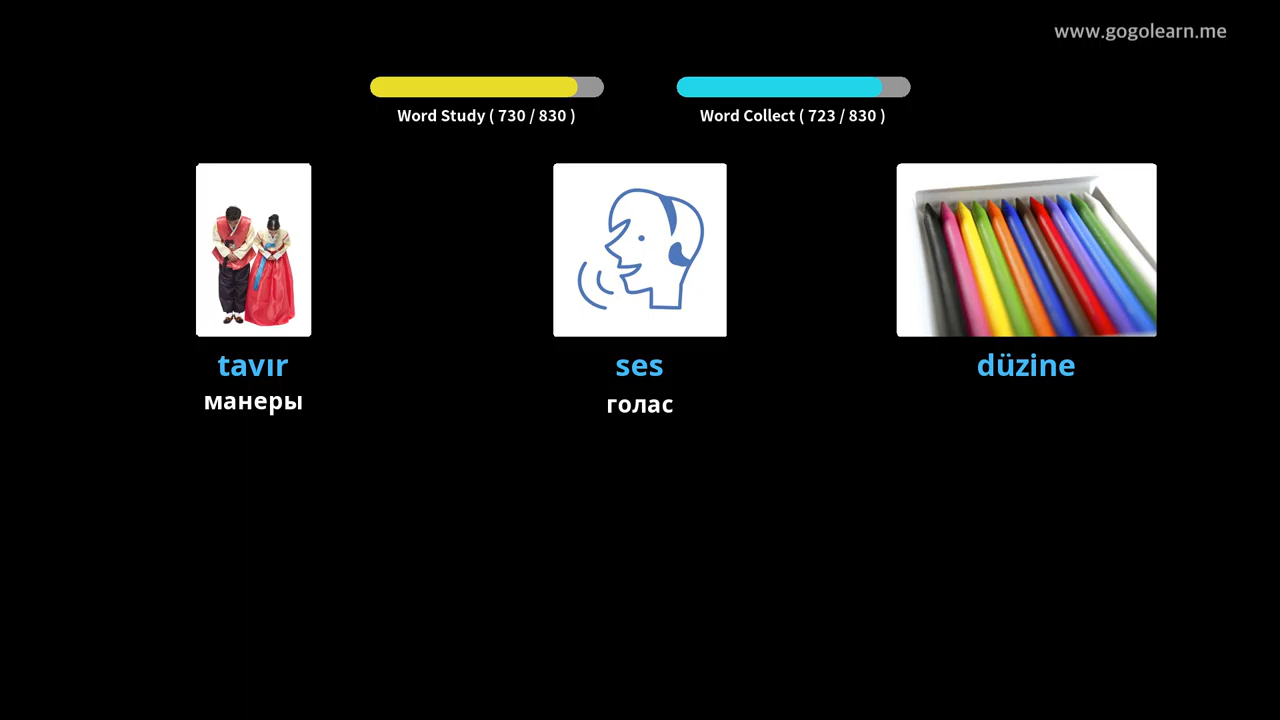 www.gogolearn.me
Word Study ( 730 / 830 )
Word Collect ( 723 / 830 )
tavır
манеры
ses
голас
düzine